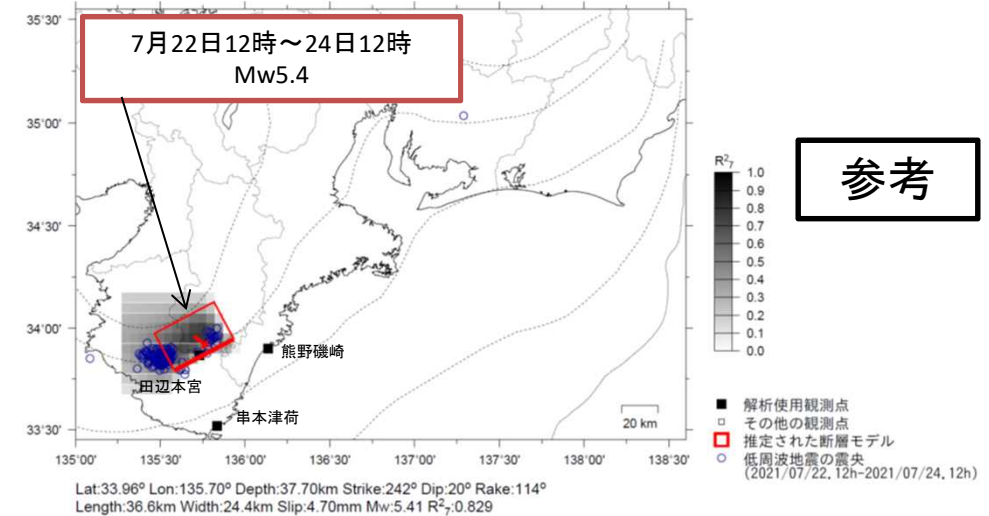 7月22日12時～24日12時
Mw5.4
参考
35°30'
35°00'
34°30'
34°00'
33°30'
135°00'
135°30'
136°00'
136°30'
137°00'
137°30'
138°00'
138°30'
R²₇
1.0
0.9
0.8
0.7
0.6
0.5
0.4
0.3
0.2
0.1
0.0
熊野磯崎
田辺本宮
串本津荷
20 km
解析使用観測点
その他の観測点
推定された断層モデル
低周波地震の震央
(2021/07/22,12h-2021/07/24,12h)
Lat:33.96° Lon:135.70° Depth:37.70km Strike:242° Dip:20° Rake:114°
Length:36.6km Width:24.4km Slip:4.70mm Mw:5.41 R²₇:0.829